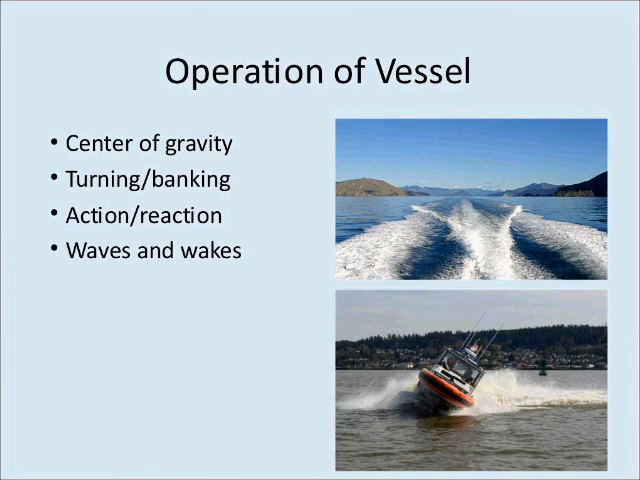 Operation of Vessel
• Center of gravity
• Turning/banking
• Action/reaction
• Waves and wakes